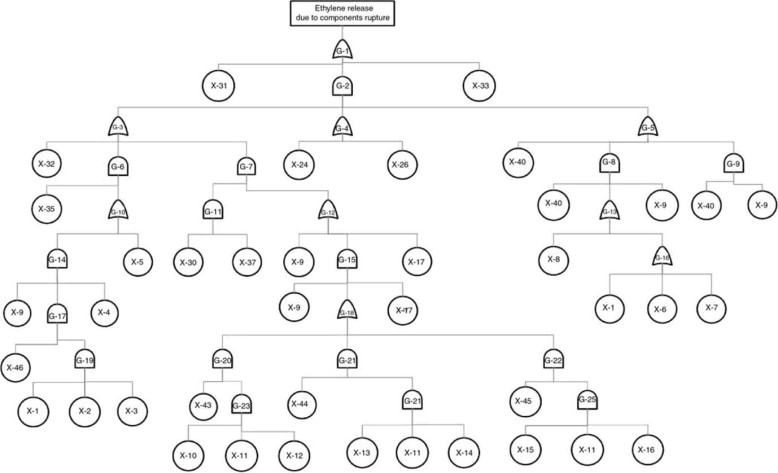 Ethylene release
due to components rupture
G-1
X-31
G-2
X-33
G-3
G-4
G-5
X-32
G-6
G-7
X-24
X-26
X-40
G-8
G-9
X-35
G-10
G-11
G-12
X-40
G-13
X-9
X-40
X-9
G-14
X-5
X-30
X-37
X-9
G-15
X-17
X-8
G-16
X-9
G-17
X-4
X-9
G-18
X-17
X-1
X-6
X-7
X-46
G-19
G-20
G-21
G-22
X-1
X-2
X-3
X-43
G-23
X-44
G-21
X-45
G-25
X-10
X-11
X-12
X-13
X-11
X-14
X-15
X-11
X-16